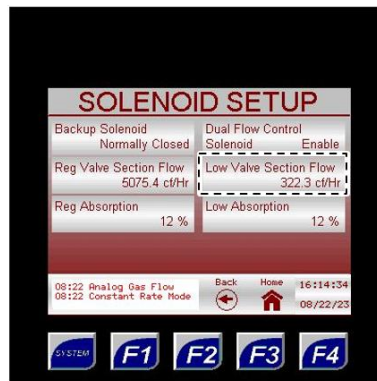 SOLENOID SETUP
Backup Solenoid
Normally Closed
Dual Flow Control
Solenoid Enable
Reg Valve Section Flow
5075.4 cf/Hr
Low Valve Section Flow
322.3 cf/Hr
Reg Absorption
12 %
Low Absorption
12 %
08:22 Analog Gas Flow
08:22 Constant Rate Mode
Back
Home
16:14:34
08/22/23
SYSTEM
F1
F2
F3
F4